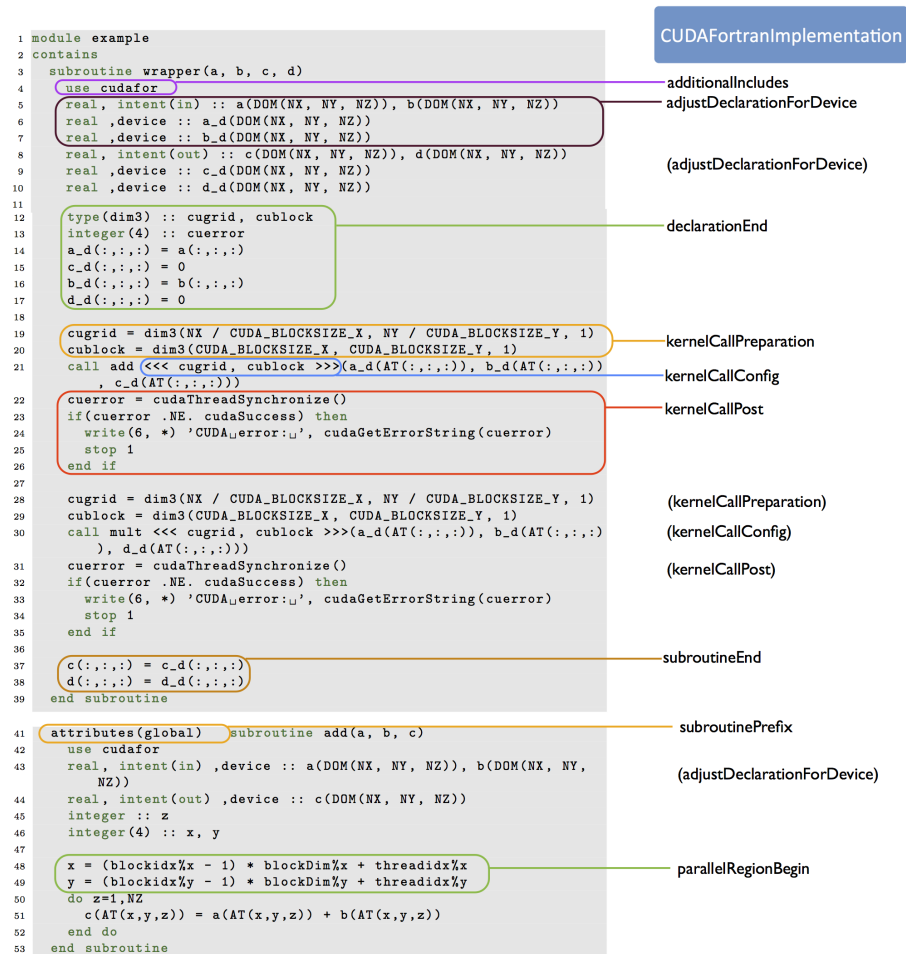 CUDAFortranImplementation
1 module example
2 contains
3 subroutine wrapper(a, b, c, d)
4 use cudafor
additionalIncludes
5 real, intent(in) :: a(DOM(NX, NY, NZ)), b(DOM(NX, NY, NZ))
adjustDeclarationForDevice
6 real ,device :: a_d(DOM(NX, NY, NZ))
7 real ,device :: b_d(DOM(NX, NY, NZ))
8 real, intent(out) :: c(DOM(NX, NY, NZ)), d(DOM(NX, NY, NZ))
(adjustDeclarationForDevice)
9 real ,device :: c_d(DOM(NX, NY, NZ))
10 real ,device :: d_d(DOM(NX, NY, NZ))
11
12 type(dim3) :: cugrid, cublock
declarationEnd
13 integer(4) :: cuerror
14 a_d(:,:,:) = a(:,:,:)
15 c_d(:,:,:) = 0
16 b_d(:,:,:) = b(:,:,:)
17 d_d(:,:,:) = 0
18
19 cugrid = dim3(NX / CUDA_BLOCKSIZE_X, NY / CUDA_BLOCKSIZE_Y, 1)
kernelCallPreparation
20 cublock = dim3(CUDA_BLOCKSIZE_X, CUDA_BLOCKSIZE_Y, 1)
21 call add <<< cugrid, cublock >>>(a_d(AT(:,:,:)), b_d(AT(:,:,:))
, c_d(AT(:,:,:)))
kernelCallConfig
22 cuerror = cudaThreadSynchronize()
kernelCallPost
23 if(cuerror .NE. cudaSuccess) then
24 write(6, *) 'CUDA␣error:␣', cudaGetErrorString(cuerror)
25 stop 1
26 end if
27
28 cugrid = dim3(NX / CUDA_BLOCKSIZE_X, NY / CUDA_BLOCKSIZE_Y, 1)
(kernelCallPreparation)
29 cublock = dim3(CUDA_BLOCKSIZE_X, CUDA_BLOCKSIZE_Y, 1)
30 call mult <<< cugrid, cublock >>>(a_d(AT(:,:,:)), b_d(AT(:,:,:)
), d_d(AT(:,:,:)))
(kernelCallConfig)
31 cuerror = cudaThreadSynchronize()
(kernelCallPost)
32 if(cuerror .NE. cudaSuccess) then
33 write(6, *) 'CUDA␣error:␣', cudaGetErrorString(cuerror)
34 stop 1
35 end if
36
37 c(:,:,:) = c_d(:,:,:)
subroutineEnd
38 d(:,:,:) = d_d(:,:,:)
39 end subroutine
41 attributes(global) subroutine add(a, b, c)
subroutinePrefix
42 use cudafor
43 real, intent(in) ,device :: a(DOM(NX, NY, NZ)), b(DOM(NX, NY,
NZ))
(adjustDeclarationForDevice)
44 real, intent(out) ,device :: c(DOM(NX, NY, NZ))
45 integer :: z
46 integer(4) :: x, y
47
48 x = (blockidx%x - 1) * blockDim%x + threadidx%x
parallelRegionBegin
49 y = (blockidx%y - 1) * blockDim%y + threadidx%y
50 do z=1,NZ
51 c(AT(x,y,z)) = a(AT(x,y,z)) + b(AT(x,y,z))
52 end do
53 end subroutine